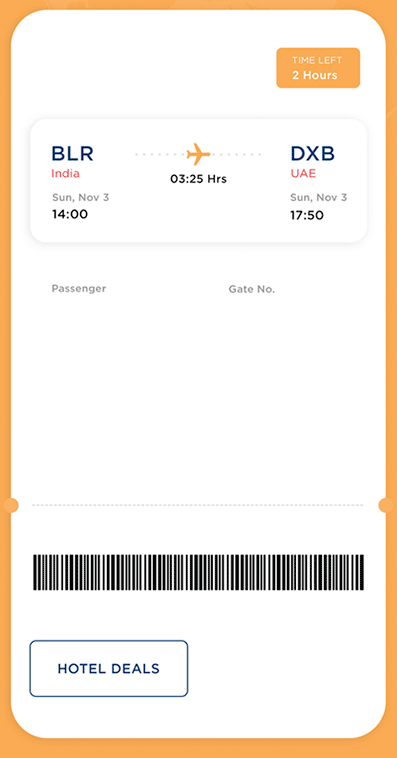 TIME LEFT
2 Hours
BLR
DXB
India
03:25 Hrs
UAE
Sun, Nov 3
Sun, Nov 3
14:00
17:50
Passenger
Gate No.
HOTEL DEALS